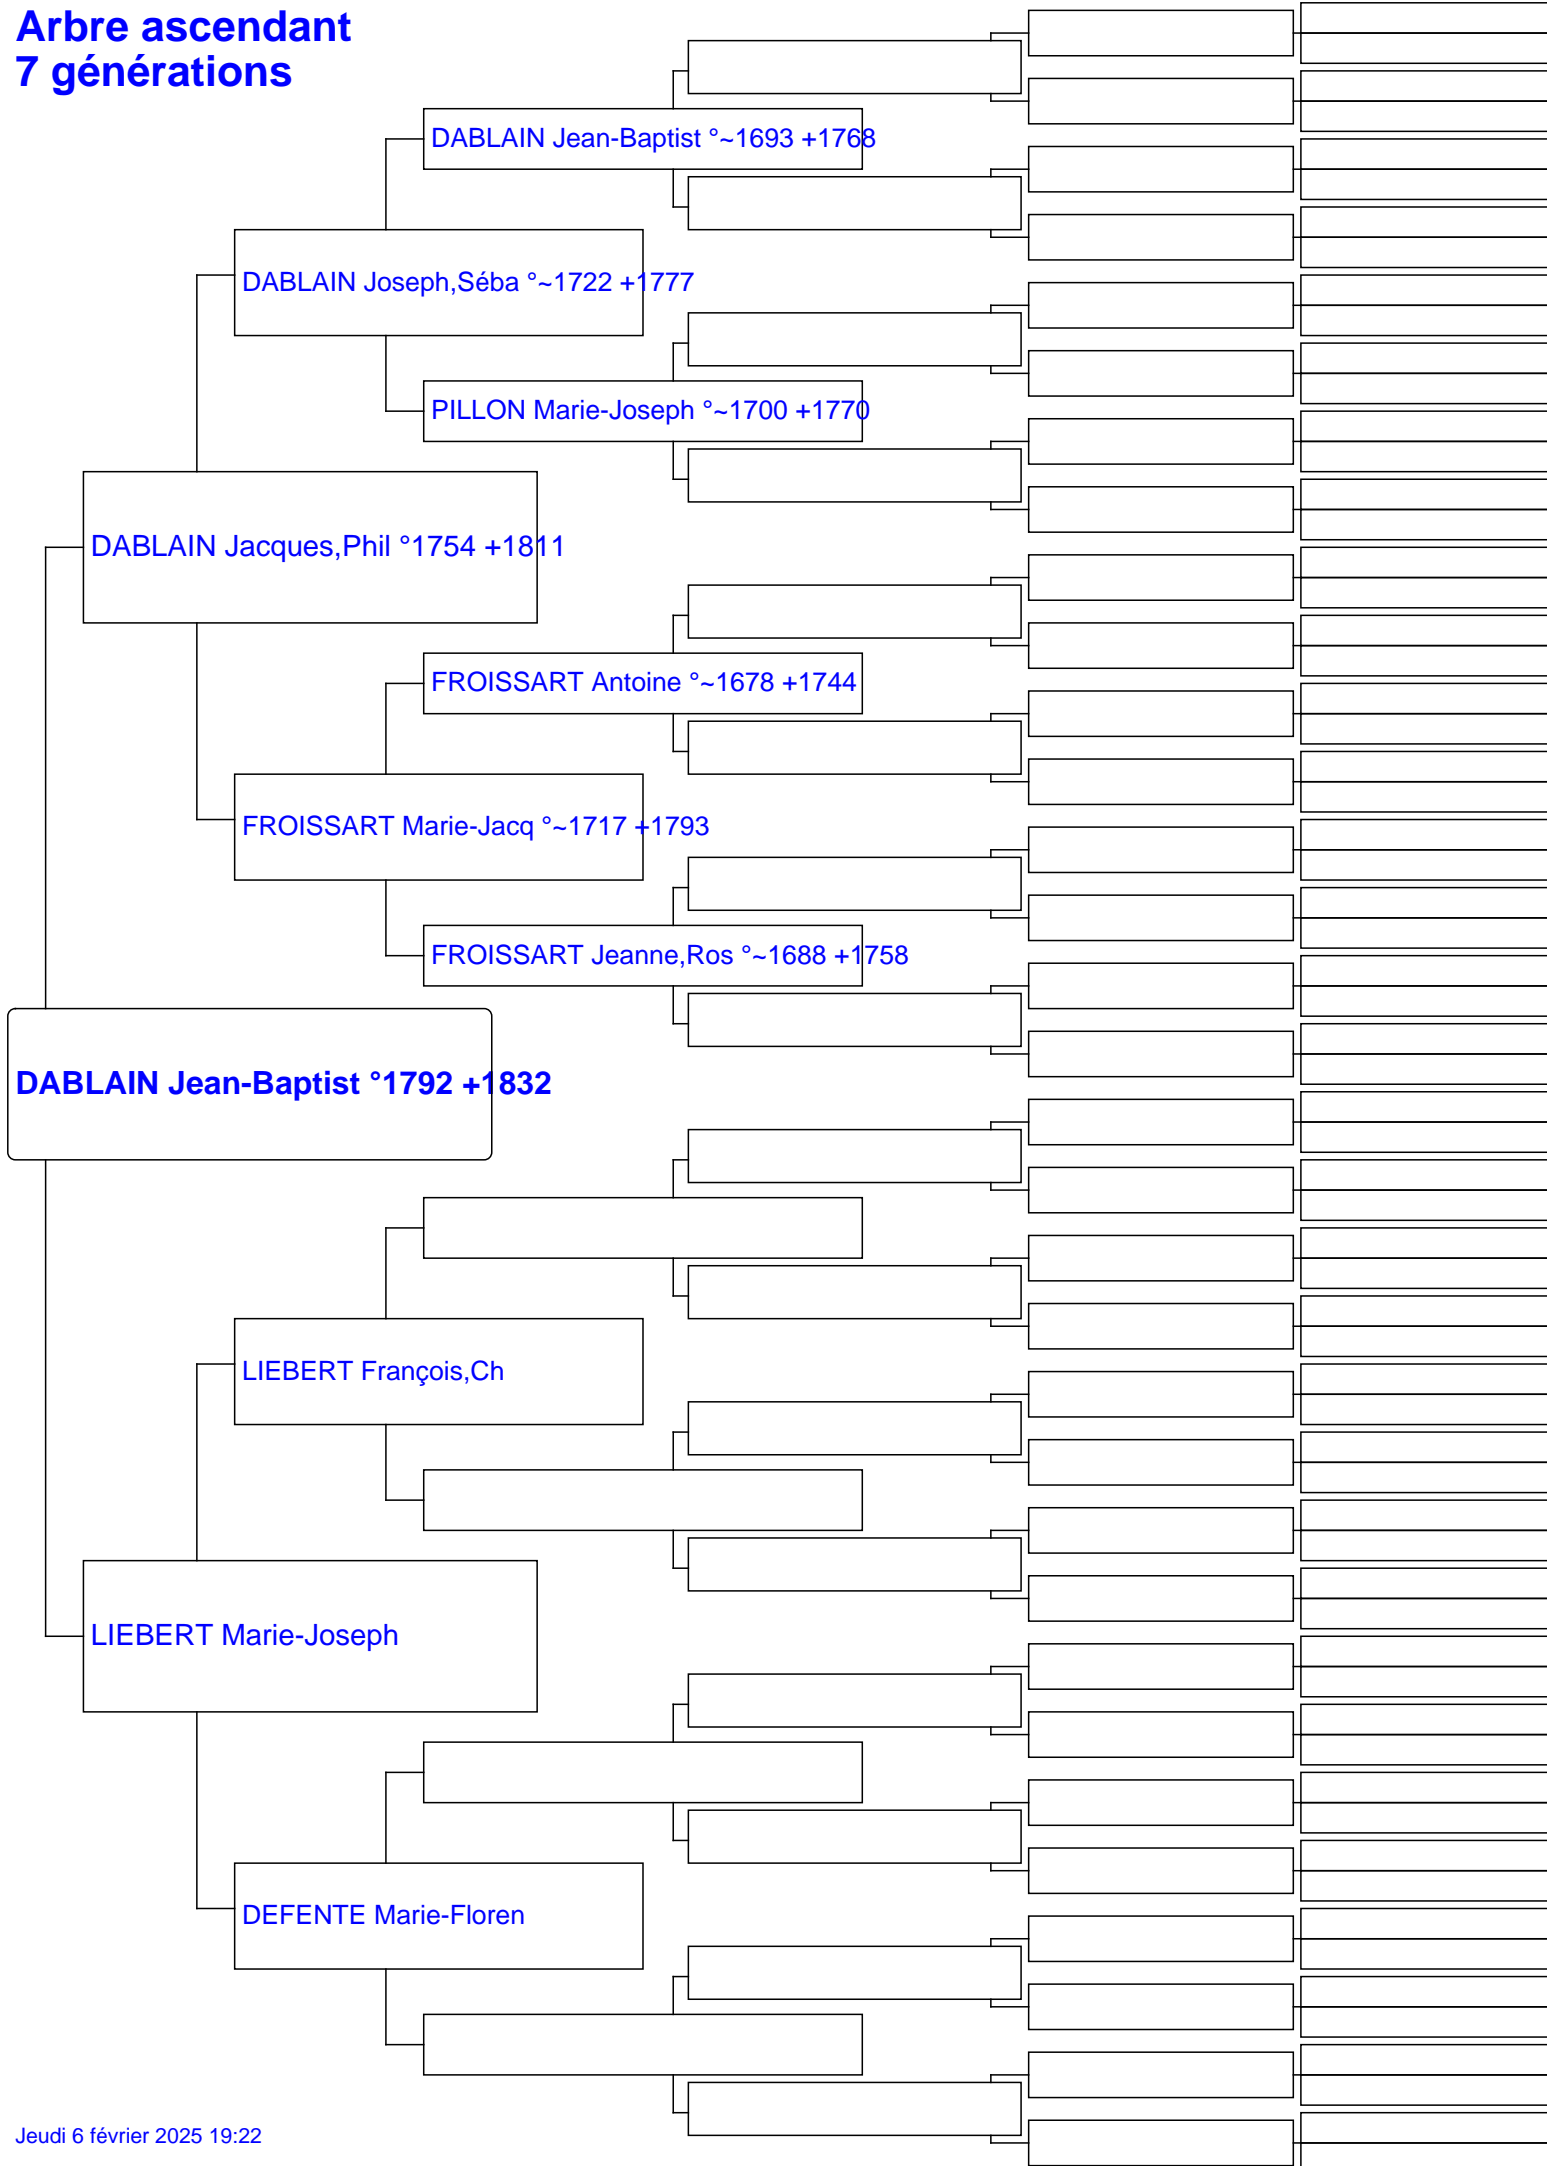 Arbre ascendant
7 générations
DABLAIN Jean-Baptist °~1693 +1768
DABLAIN Joseph,Séba °~1722 +1777
PILLON Marie-Joseph °~1700 +1770
DABLAIN Jacques,Phil °1754 +1811
FROISSART Antoine °~1678 +1744
FROISSART Marie-Jacq °~1717 +1793
FROISSART Jeanne,Ros °~1688 +1758
DABLAIN Jean-Baptist °1792 +1832
LIEBERT François,Ch
LIEBERT Marie-Joseph
DEFENTE Marie-Floren
Jeudi 6 février 2025 19:22